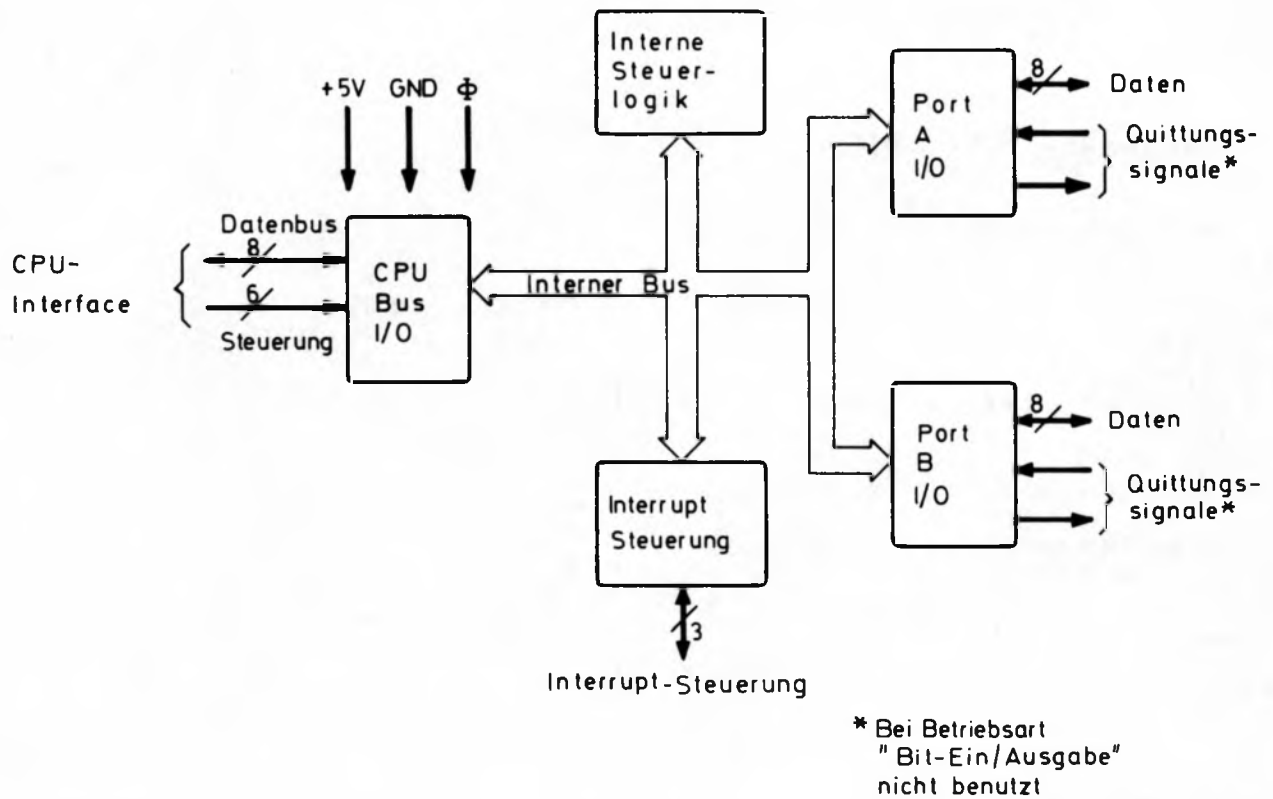 Interne
Steuer-
logik
+5V GND Φ
Port
A
I/O
8
Daten
Quittungs-
signale*
Datenbus
8
CPU-
Interface
6
Steuerung
CPU
Bus
I/O
Interner Bus
Port
B
I/O
8
Daten
Quittungs-
signale*
Interrupt
Steuerung
3
Interrupt-Steuerung
* Bei Betriebsart
"Bit-Ein/Ausgabe"
nicht benutzt